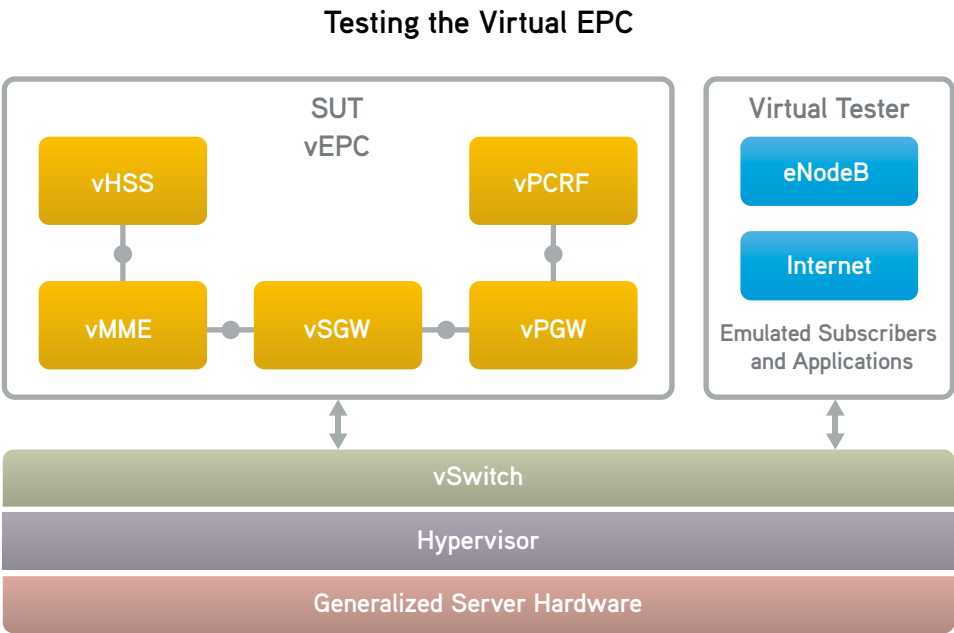 Testing the Virtual EPC
SUT
vEPC
vHSS
vPCRF
vMME
vSGW
vPGW
Virtual Tester
eNodeB
Internet
Emulated Subscribers
and Applications
vSwitch
Hypervisor
Generalized Server Hardware